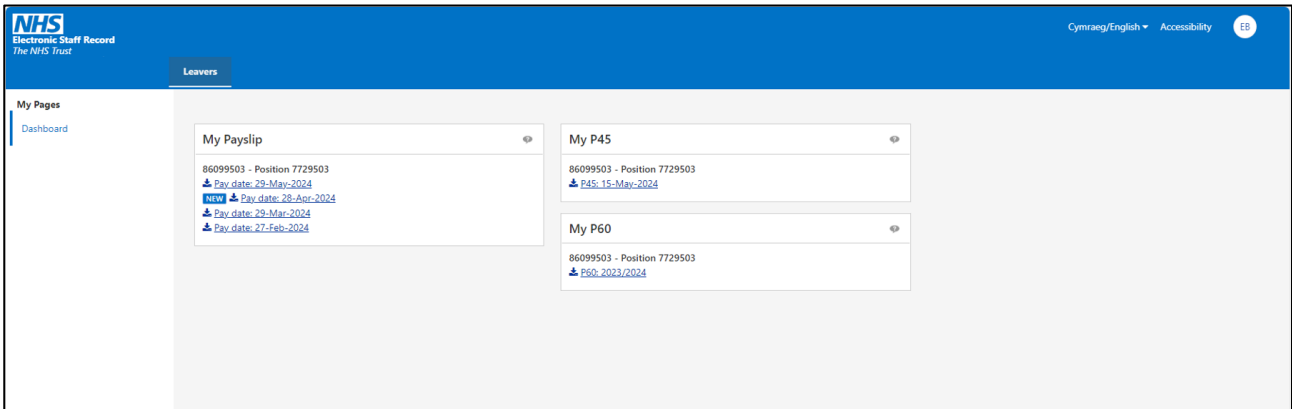 NHS
Electronic Staff Record
The NHS Trust
Cymraeg/English
Accessibility
EB
Leavers
My Pages
Dashboard
My Payslip
86099503 - Position 7729503
Pay date: 29-May-2024
NEW Pay date: 28-Apr-2024
Pay date: 29-Mar-2024
Pay date: 27-Feb-2024
My P45
86099503 - Position 7729503
P45: 15-May-2024
My P60
86099503 - Position 7729503
P60: 2023/2024